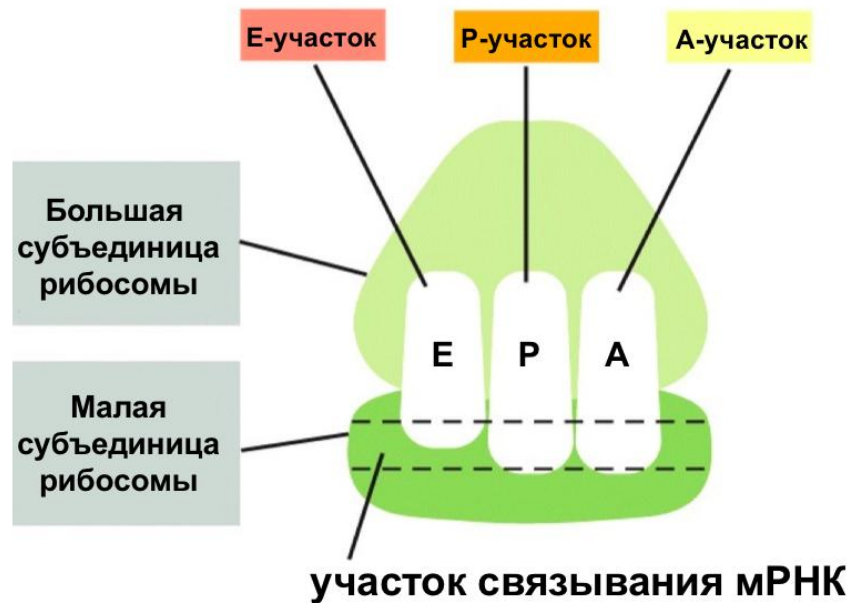 E-участок
P-участок
A-участок
Большая
субъединица
рибосомы
E
P
A
Малая
субъединица
рибосомы
участок связывания мРНК